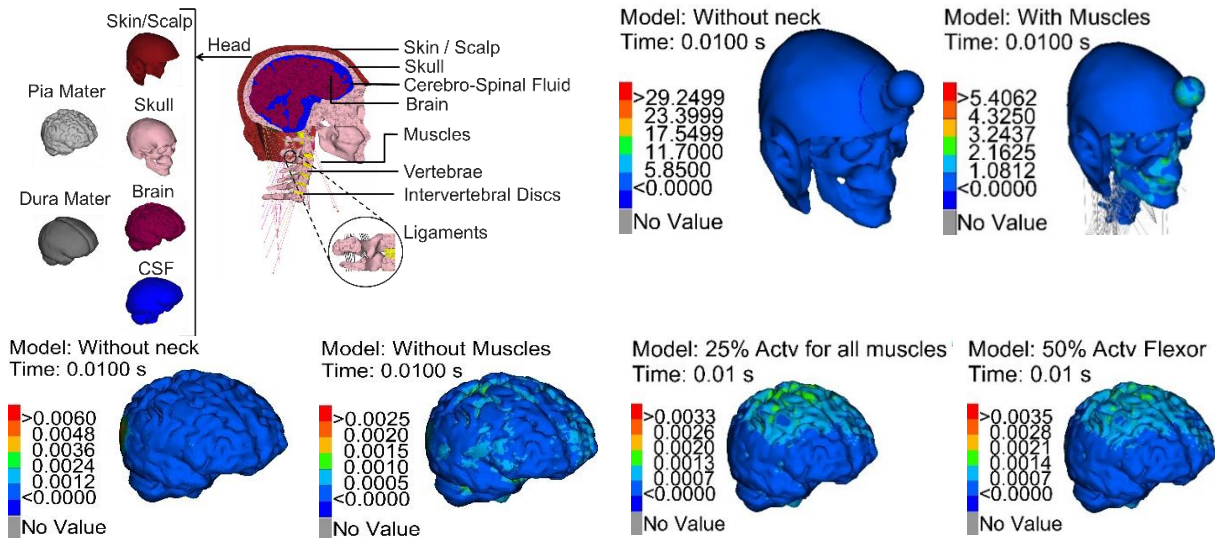 Skin/Scalp
Head
Pia Mater
Skull
Dura Mater
Brain
CSF
Skin / Scalp
Skull
Cerebro-Spinal Fluid
Brain
Muscles
Vertebrae
Intervertebral Discs
Ligaments
Model: Without neck
Time: 0.0100 s
>29.2499
23.3999
17.5499
11.7000
5.8500
<0.0000
No Value
Model: With Muscles
Time: 0.0100 s
>5.4062
4.3250
3.2437
2.1625
1.0812
<0.0000
No Value
Model: Without neck
Time: 0.0100 s
>0.0060
0.0048
0.0036
0.0024
0.0012
<0.0000
No Value
Model: Without Muscles
Time: 0.0100 s
>0.0025
0.0020
0.0015
0.0010
0.0005
<0.0000
No Value
Model: 25% Actv for all muscles
Time: 0.01 s
>0.0033
0.0026
0.0020
0.0013
0.0007
<0.0000
No Value
Model: 50% Actv Flexor
Time: 0.01 s
>0.0035
0.0028
0.0021
0.0014
0.0007
<0.0000
No Value